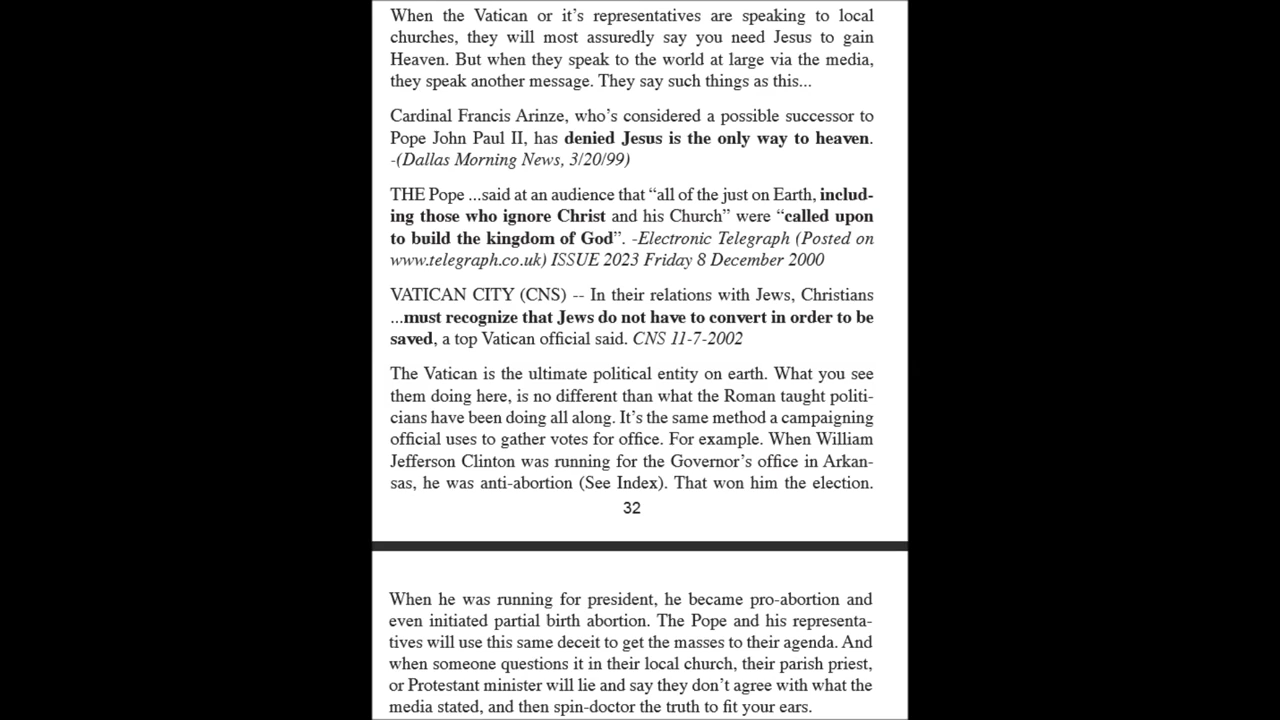 When the Vatican or it's representatives are speaking to local
churches, they will most assuredly say you need Jesus to gain
Heaven. But when they speak to the world at large via the media,
they speak another message. They say such things as this...
Cardinal Francis Arinze, who's considered a possible successor to
Pope John Paul II, has denied Jesus is the only way to heaven.
-(Dallas Morning News, 3/20/99)
THE Pope ...said at an audience that “all of the just on Earth, includ-
ing those who ignore Christ and his Church” were “called upon
to build the kingdom of God”. -Electronic Telegraph (Posted on
www.telegraph.co.uk) ISSUE 2023 Friday 8 December 2000
VATICAN CITY (CNS) -- In their relations with Jews, Christians
...must recognize that Jews do not have to convert in order to be
saved, a top Vatican official said. CNS 11-7-2002
The Vatican is the ultimate political entity on earth. What you see
them doing here, is no different than what the Roman taught politi-
cians have been doing all along. It's the same method a campaigning
official uses to gather votes for office. For example. When William
Jefferson Clinton was running for the Governor's office in Arkan-
sas, he was anti-abortion (See Index). That won him the election.
32
When he was running for president, he became pro-abortion and
even initiated partial birth abortion. The Pope and his representa-
tives will use this same deceit to get the masses to their agenda. And
when someone questions it in their local church, their parish priest,
or Protestant minister will lie and say they don't agree with what the
media stated, and then spin-doctor the truth to fit your ears.